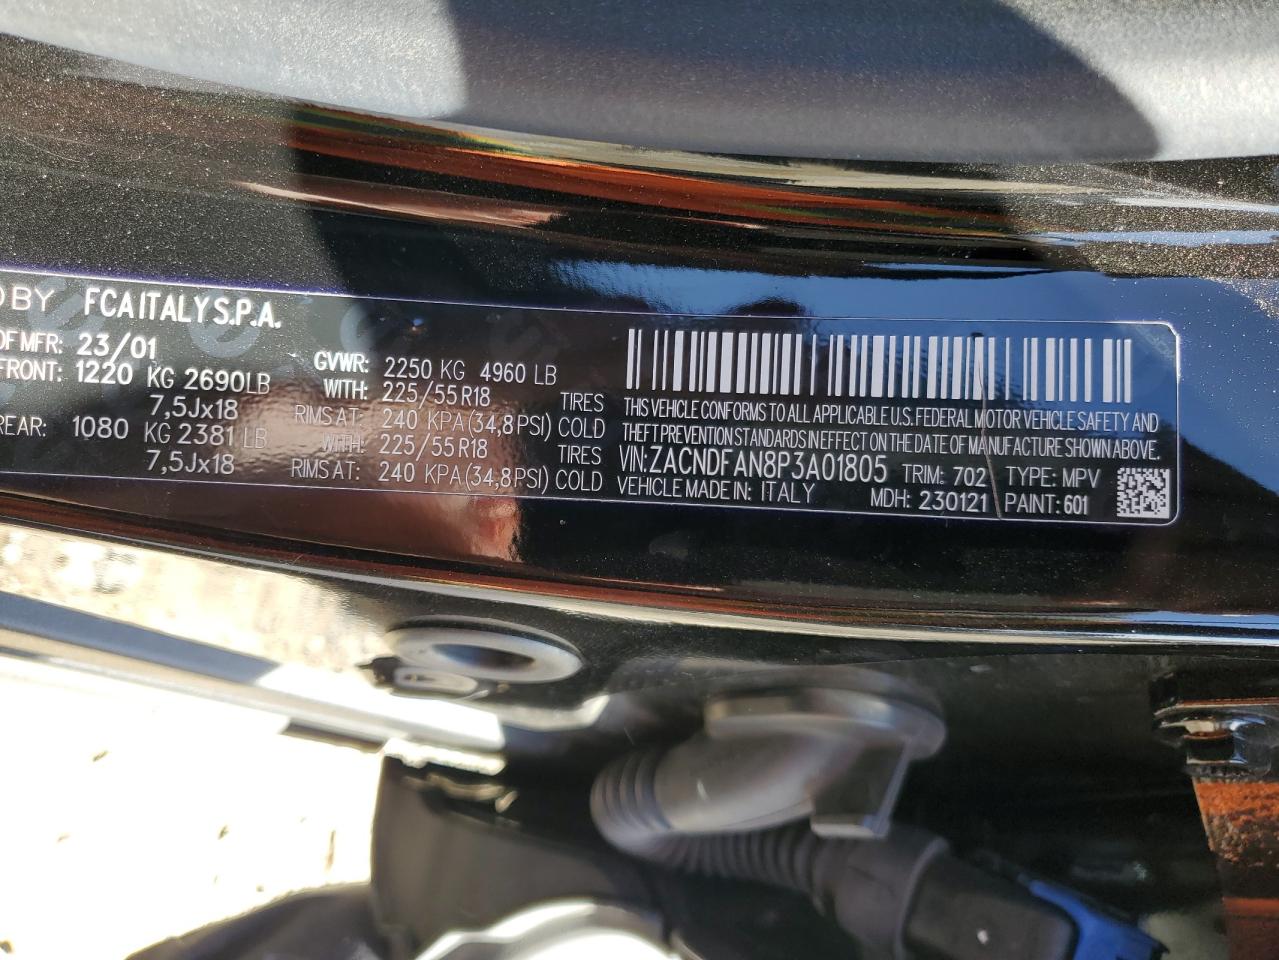 D BY FCA ITALY S.P.A.
OF MFR: 23/01 GVWR: 2250 KG 4960 LB
FRONT: 1220 KG 2690LB WITH: 225/55R18 TIRES
7,5Jx18 RIMS AT: 240 KPA(34,8PSI) COLD
REAR: 1080 KG 2381 LB WITH: 225/55R18 TIRES
7,5Jx18 RIMS AT: 240 KPA(34,8PSI) COLD
THIS VEHICLE CONFORMS TO ALL APPLICABLE U.S. FEDERAL MOTOR VEHICLE SAFETY AND
THEFT PREVENTION STANDARDS IN EFFECT ON THE DATE OF MANUFACTURE SHOWN ABOVE.
VIN:ZACNDFAN8P3A01805 TRIM: 702 TYPE: MPV
VEHICLE MADE IN: ITALY MDH: 230121 PAINT: 601